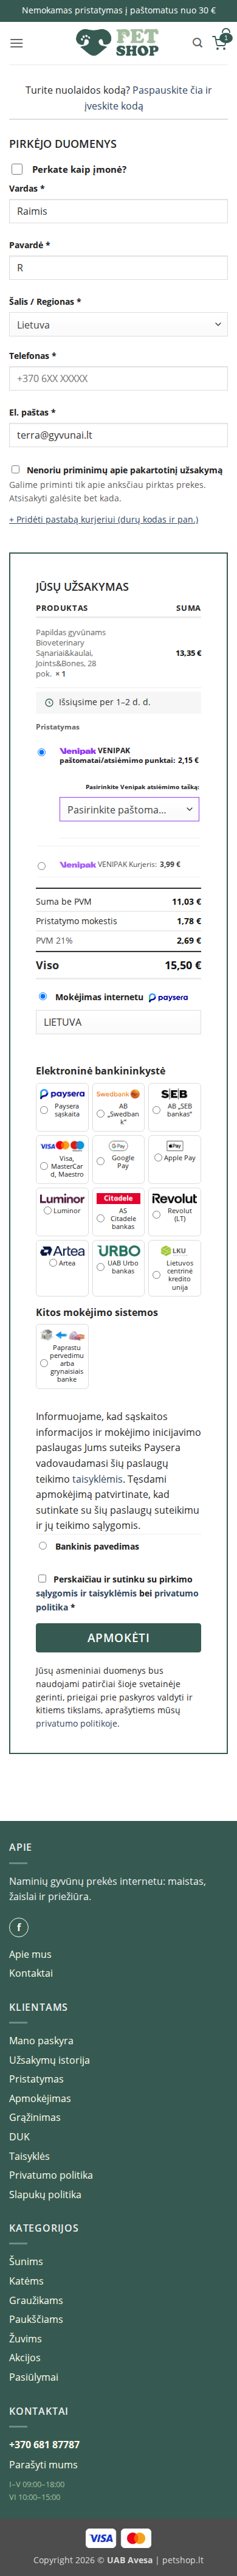 Nemokamas pristatymas į paštomatus nuo 30 €
PET
SHOP
1
Turite nuolaidos kodą? Paspauskite čia ir
įveskite kodą
PIRKĖJO DUOMENYS
Perkate kaip įmonė?
Vardas *
Raimis
Pavardė *
R
Šalis / Regionas *
Lietuva
Telefonas *
+370 6XX XXXXX
El. paštas *
terra@gyvunai.lt
Noneriu priminimų apie pakartotinį užsakymą
Galime priminti tik apie anksčiau pirktas prekes.
Atsisakyti galėsite bet kada.
+ Pridėti pastabą kurjeriui (durų kodas ir pan.)
JŪSŲ UŽSAKYMAS
PRODUKTAS SUMA
Papildas gyvūnams
Bioveterinary
Sąnariai&kaulai,
Joints&Bones, 28
pok. × 1
13,35 €
Išsiųsime per 1–2 d. d.
Pristatymas
Venipak VENIPAK
paštomatai/atsiėmimo punktai: 2,15 €
Pasirinkite Venipak atsiėmimo tašką:
Pasirinkite paštoma...
Venipak VENIPAK Kurjeris: 3,99 €
Suma be PVM 11,03 €
Pristatymo mokestis 1,78 €
PVM 21% 2,69 €
Viso 15,50 €
Mokėjimas internetu paysera
LIETUVA
Elektroninė bankininkystė
paysera
Paysera
sąskaita
Swedbank
AB
„Swedban
k“
SEB
AB „SEB
bankas“
VISA
Visa,
MasterCar
d, Maestro
G Pay
Google
Pay
Pay
Apple Pay
Luminor
Luminor
Citadele
AS
Citadele
bankas
Revolut
Revolut
(LT)
Artea
Artea
URBO
UAB Urbo
bankas
LKU
Lietuvos
centrinė
kredito
unija
Kitos mokėjimo sistemos
Paprastu
pervedimu
arba
grynaisiais
banke
Informuojame, kad sąskaitos
informacijos ir mokėjimo inicijavimo
paslaugas Jums suteiks Paysera
vadovaudamasi šių paslaugų
teikimo taisyklėmis. Tęsdami
apmokėjimą patvirtinate, kad
sutinkate su šių paslaugų suteikimu
ir jų teikimo sąlygomis.
Bankinis pavedimas
Perskaičiau ir sutinku su pirkimo
sąlygomis ir taisyklėmis bei privatumo
politika *
APMOKĖTI
Jūsų asmeniniai duomenys bus
naudojami patirčiai šioje svetainėje
gerinti, prieigai prie paskyros valdyti ir
kitiems tikslams, aprašytiems mūsų
privatumo politikoje.
APIE
Naminių gyvūnų prekės internetu: maistas,
žaislai ir priežiūra.
Apie mus
Kontaktai
KLIENTAMS
Mano paskyra
Užsakymų istorija
Pristatymas
Apmokėjimas
Grąžinimas
DUK
Taisyklės
Privatumo politika
Slapukų politika
KATEGORIJOS
Šunims
Katėms
Graužikams
Paukščiams
Žuvims
Akcijos
Pasiūlymai
KONTAKTAI
+370 681 87787
Parašyti mums
I–V 09:00–18:00
VI 10:00–15:00
VISA
Copyright 2026 © UAB Avesa | petshop.lt